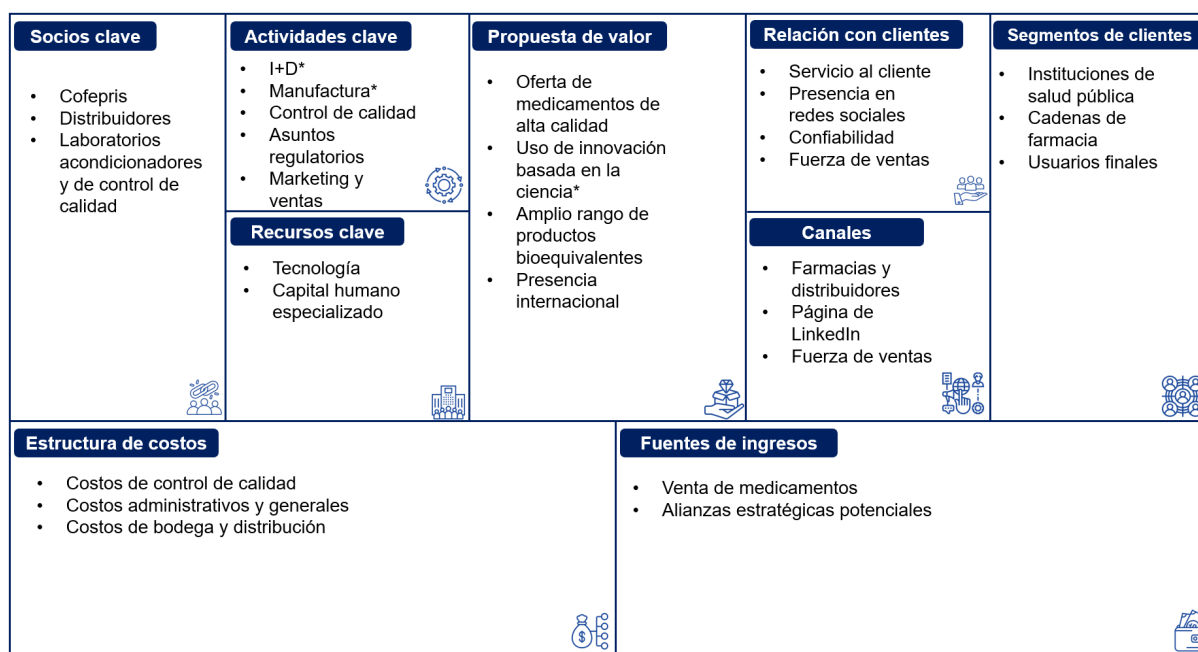 Socios clave
• Cofepris
• Distribuidores
• Laboratorios
acondicionadores
y de control de
calidad
Actividades clave
• I+D*
• Manufactura*
• Control de calidad
• Asuntos
regulatorios
• Marketing y
ventas
Recursos clave
• Tecnología
• Capital humano
especializado
Propuesta de valor
• Oferta de
medicamentos de
alta calidad
• Uso de innovación
basada en la
ciencia*
• Amplio rango de
productos
bioequivalentes
• Presencia
internacional
Relación con clientes
• Servicio al cliente
• Presencia en
redes sociales
• Confiabilidad
• Fuerza de ventas
Canales
• Farmacias y
distribuidores
• Página de
LinkedIn
• Fuerza de ventas
Segmentos de clientes
• Instituciones de
salud pública
• Cadenas de
farmacia
• Usuarios finales
Estructura de costos
• Costos de control de calidad
• Costos administrativos y generales
• Costos de bodega y distribución
Fuentes de ingresos
• Venta de medicamentos
• Alianzas estratégicas potenciales